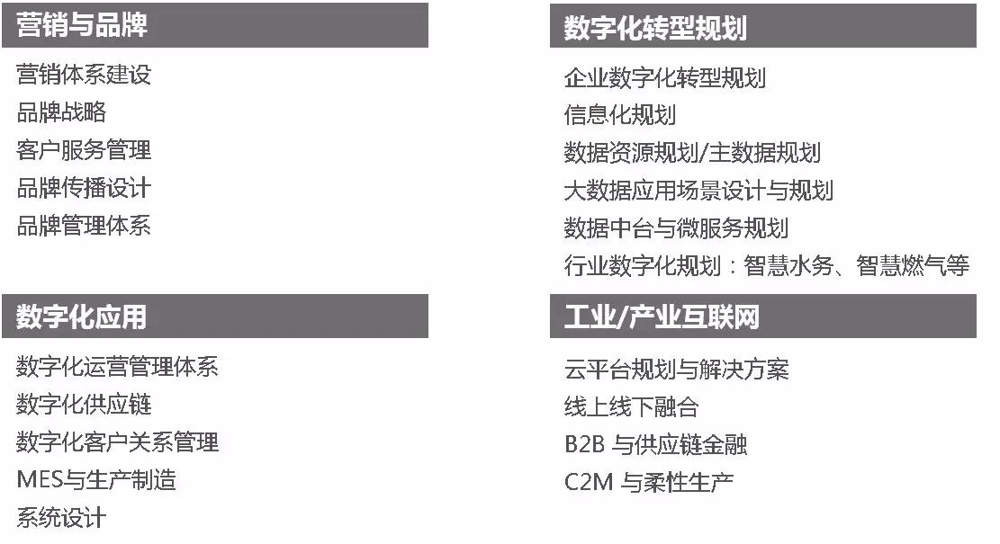 营销与品牌
营销体系建设
品牌战略
客户服务管理
品牌传播设计
品牌管理体系
数字化转型规划
企业数字化转型规划
信息化规划
数据资源规划/主数据规划
大数据应用场景设计与规划
数据中台与微服务规划
行业数字化规划：智慧水务、智慧燃气等
数字化应用
数字化运营管理体系
数字化供应链
数字化客户关系管理
MES与生产制造
系统设计
工业/产业互联网
云平台规划与解决方案
线上线下融合
B2B 与供应链金融
C2M 与柔性生产